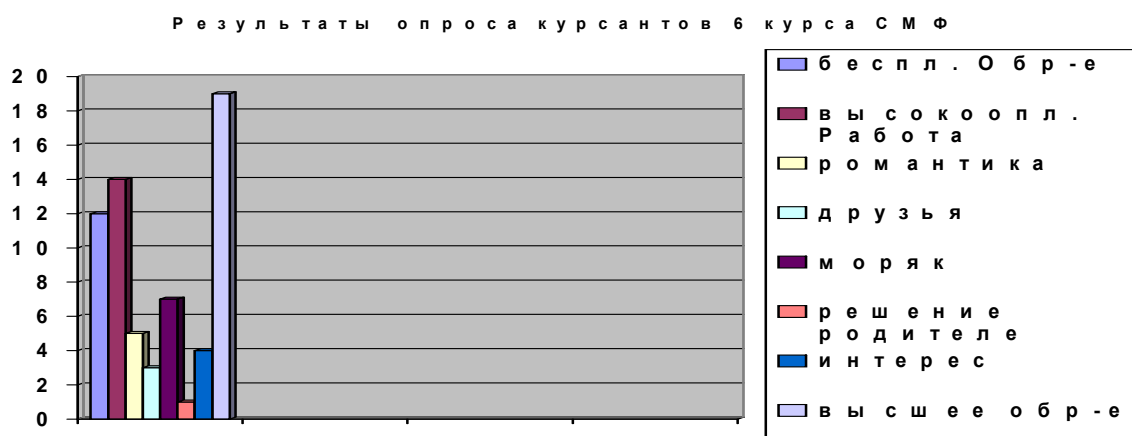 Результаты опроса курсантов 6 курса СМФ
20
18
16
14
12
10
8
6
4
2
0
беспл. Обр-е
высокоопл.
Работа
романтика
друзья
моряк
решение
родителе
интерес
высшее обр-е